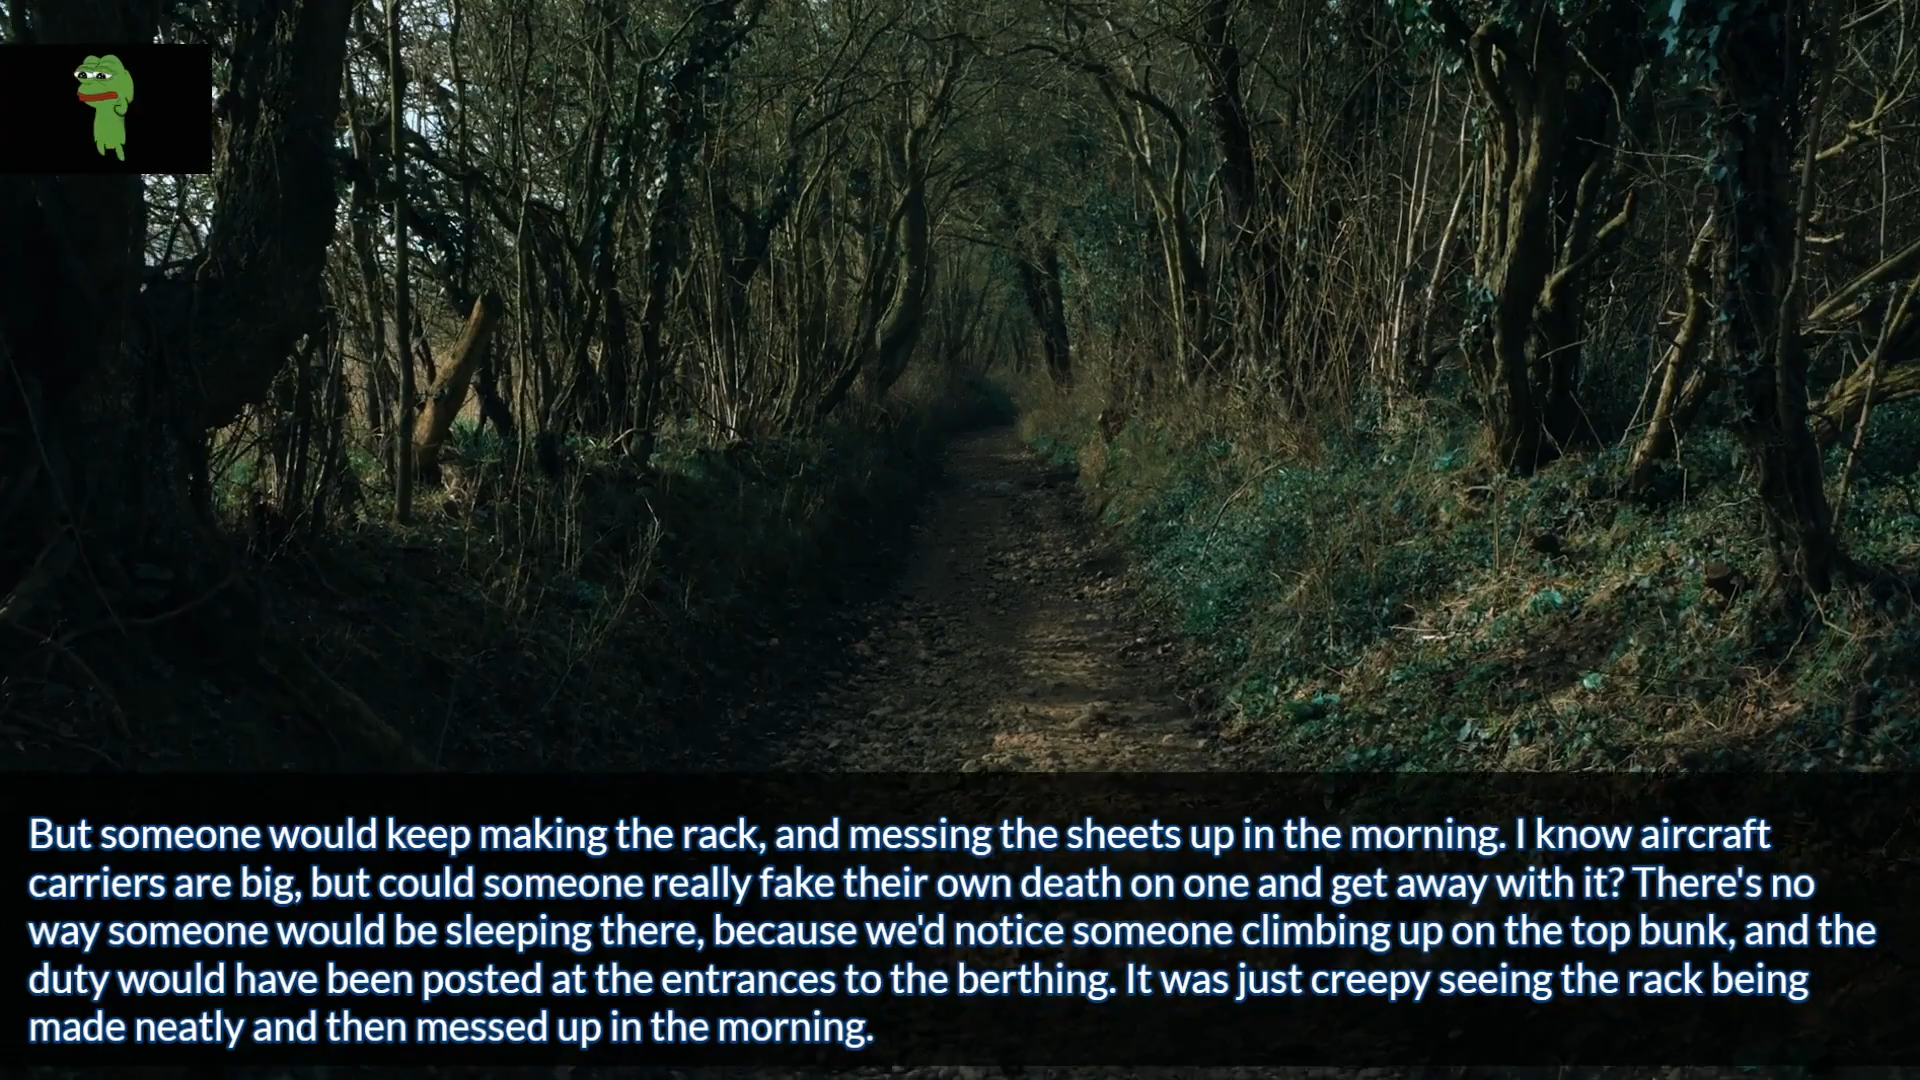 But someone would keep making the rack, and messing the sheets up in the morning. I know aircraft
carriers are big, but could someone really fake their own death on one and get away with it? There's no
way someone would be sleeping there, because we'd notice someone climbing up on the top bunk, and the
duty would have been posted at the entrances to the berthing. It was just creepy seeing the rack being
made neatly and then messed up in the morning.